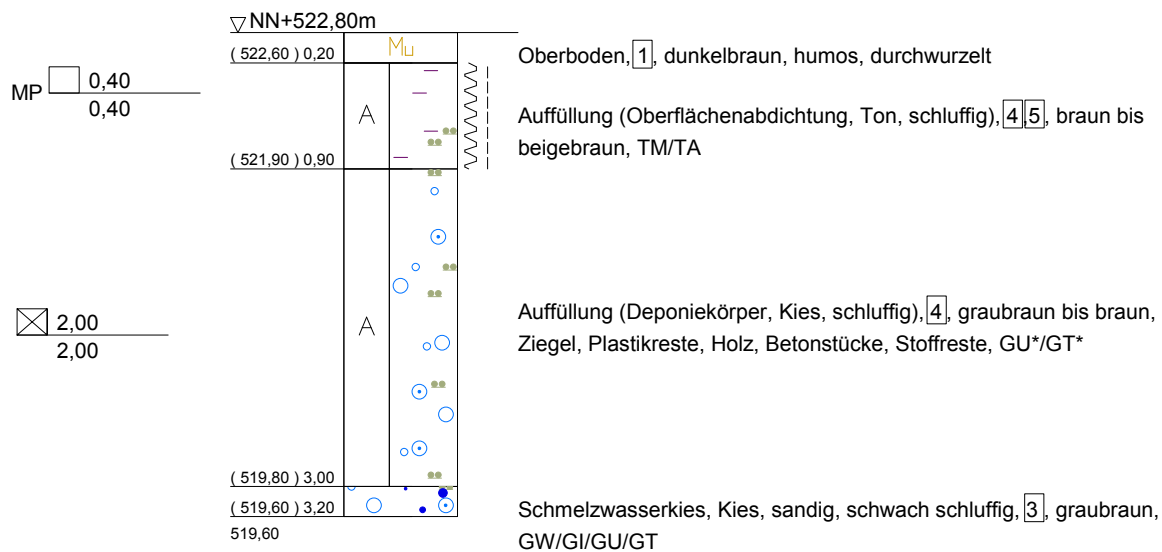 ▽ NN+522,80m
( 522,60 ) 0,20
Mu
Oberboden, 1, dunkelbraun, humos, durchwurzelt
MP 0,40
0,40
A
Auffüllung (Oberflächenabdichtung, Ton, schluffig), 4,5, braun bis
beigebraun, TM/TA
( 521,90 ) 0,90
2,00
2,00
A
Auffüllung (Deponiekörper, Kies, schluffig), 4, graubraun bis braun,
Ziegel, Plastikreste, Holz, Betonstücke, Stoffreste, GU*/GT*
( 519,80 ) 3,00
( 519,60 ) 3,20
519,60
Schmelzwasserkies, Kies, sandig, schwach schluffig, 3, graubraun,
GW/GI/GU/GT